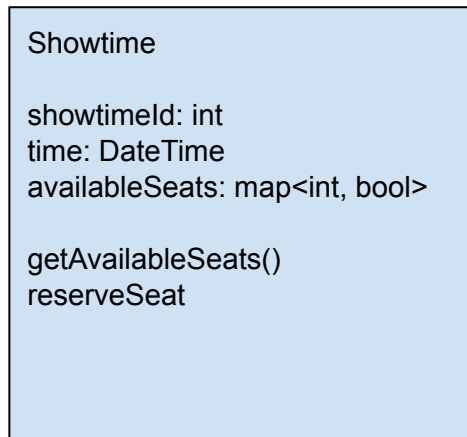 Showtime
showtimeId: int
time: DateTime
availableSeats: map<int, bool>
getAvailableSeats()
reserveSeat